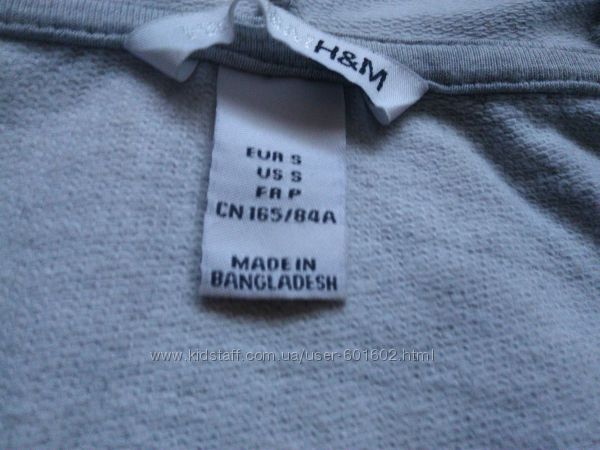 H&M
EUR S
US S
FR P
CN 165/84A
MADE IN
BANGLADESH
www.kidstaff.com.ua/user-601602.html